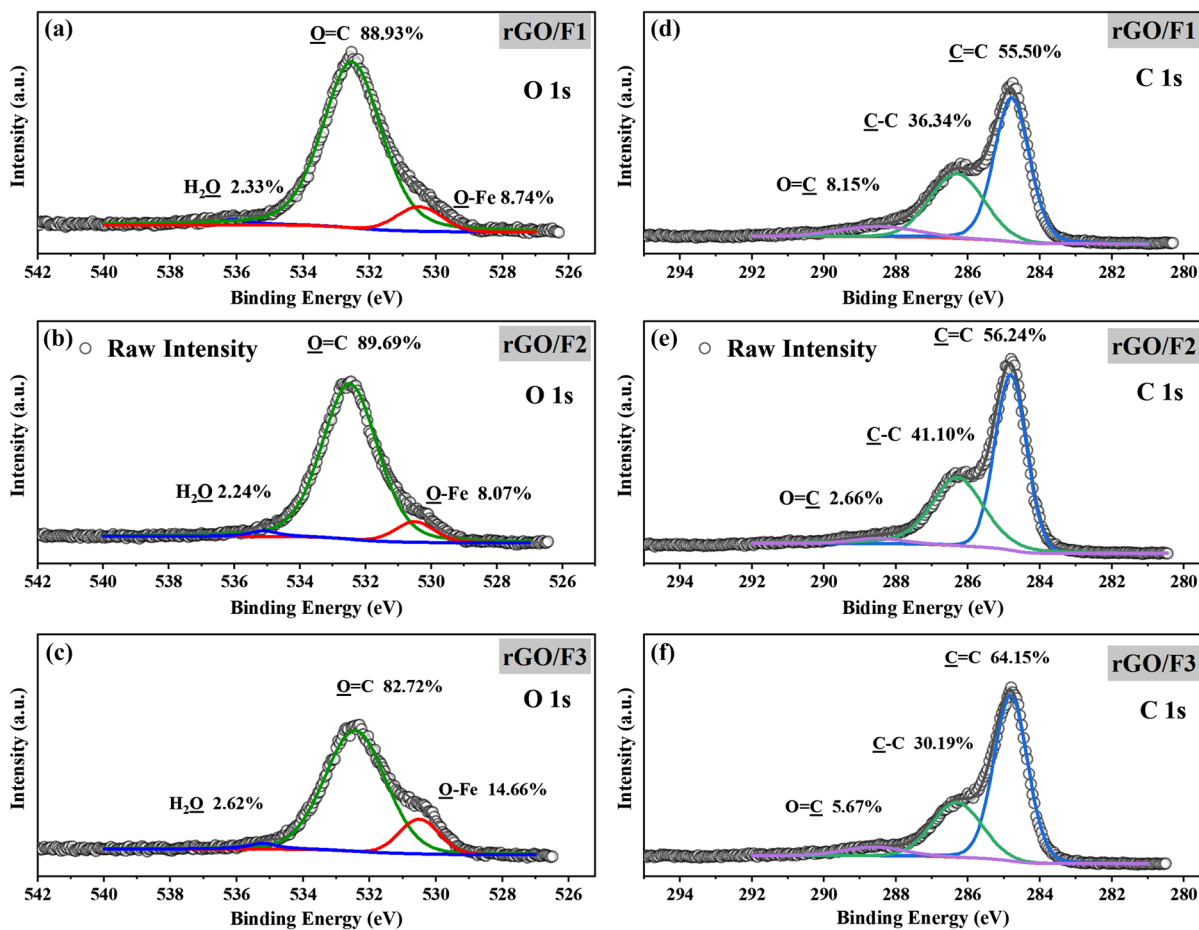 (a)
rGO/F1
O̲=C 88.93%
O 1s
H₂O̲ 2.33%
O̲-Fe 8.74%
Intensity (a.u.)
542 540 538 536 534 532 530 528 526
Binding Energy (eV)
(d)
rGO/F1
C̲=C 55.50%
C 1s
C̲-C 36.34%
O=C̲ 8.15%
Intensity (a.u.)
294 292 290 288 286 284 282 280
Biding Energy (eV)
(b)
Raw Intensity
rGO/F2
O̲=C 89.69%
O 1s
H₂O̲ 2.24%
O̲-Fe 8.07%
Intensity (a.u.)
542 540 538 536 534 532 530 528 526
Binding Energy (eV)
(e)
Raw Intensity
rGO/F2
C̲=C 56.24%
C 1s
C̲-C 41.10%
O=C̲ 2.66%
Intensity (a.u.)
294 292 290 288 286 284 282 280
Biding Energy (eV)
(c)
rGO/F3
O 1s
O̲=C 82.72%
H₂O̲ 2.62%
O̲-Fe 14.66%
Intensity (a.u.)
542 540 538 536 534 532 530 528 526
Binding Energy (eV)
(f)
rGO/F3
C̲=C 64.15%
C 1s
C̲-C 30.19%
O=C̲ 5.67%
Intensity (a.u.)
294 292 290 288 286 284 282 280
Biding Energy (eV)